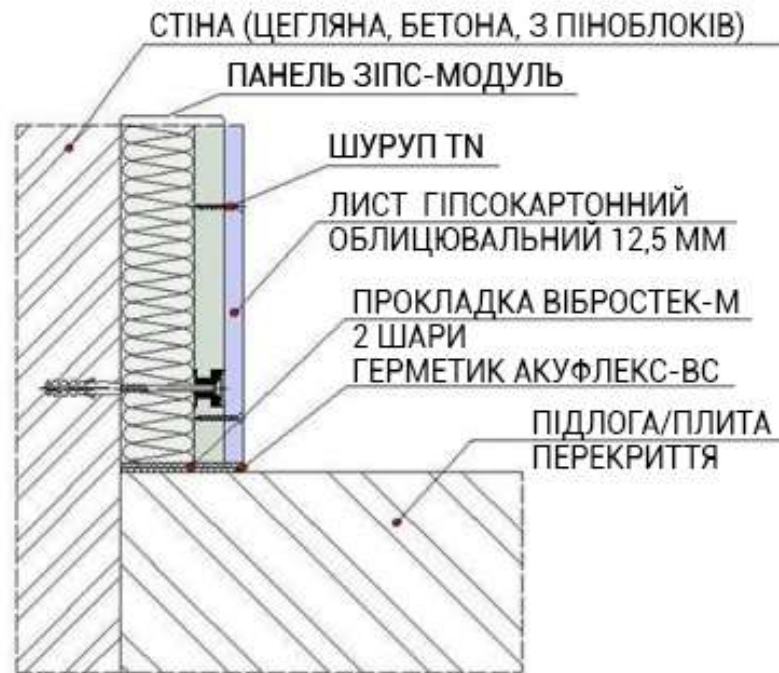 СТІНА (ЦЕГЛЯНА, БЕТОНА, З ПІНОБЛОКІВ)
ПАНЕЛЬ ЗІПС-МОДУЛЬ
ШУРУП TN
ЛИСТ ГІПСОКАРТОННИЙ
ОБЛИЦЮВАЛЬНИЙ 12,5 ММ
ПРОКЛАДКА ВІБРОСТЕК-М
2 ШАРИ
ГЕРМЕТИК АКУФЛЕКС-ВС
ПІДЛОГА/ПЛИТА
ПЕРЕКРИТТЯ